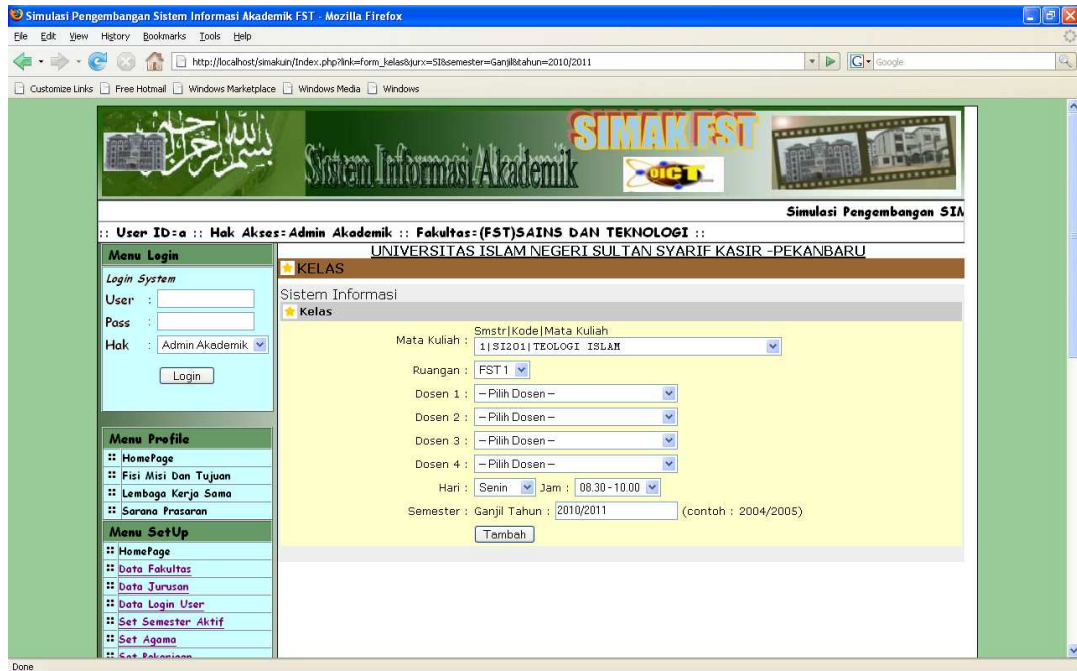 Simulasi Pengembangan Sistem Informasi Akademik FST - Mozilla Firefox
File Edit View History Bookmarks Tools Help
http://localhost/simakuin/Index.php?link=form_kelas&jurx=SI&semester=Ganjil&tahun=2010/2011
Google
Customize Links Free Hotmail Windows Marketplace Windows Media Windows
SIMAK FST
Sistem Informasi Akademik
OICT
Simulasi Pengembangan SIM
:: User ID=a :: Hak Akses=Admin Akademik :: Fakultas=(FST)SAINS DAN TEKNOLOGI ::
Menu Login
Login System
User :
Pass :
Hak : Admin Akademik
Login
Menu Profile
HomePage
Fisi Misi Dan Tujuan
Lembaga Kerja Sama
Sarana Prasaran
Menu SetUp
HomePage
Data Fakultas
Data Jurusan
Data Login User
Set Semester Aktif
Set Agama
Set Pekerjaan
UNIVERSITAS ISLAM NEGERI SULTAN SYARIF KASIR -PEKANBARU
KELAS
Sistem Informasi
Kelas
Smstr|Kode|Mata Kuliah
Mata Kuliah : 1|SI201|TEOLOGI ISLAM
Ruangan : FST 1
Dosen 1 : -- Pilih Dosen --
Dosen 2 : -- Pilih Dosen --
Dosen 3 : -- Pilih Dosen --
Dosen 4 : -- Pilih Dosen --
Hari : Senin Jam : 08.30 - 10.00
Semester : Ganjil Tahun : 2010/2011 (contoh : 2004/2005)
Tambah
Done